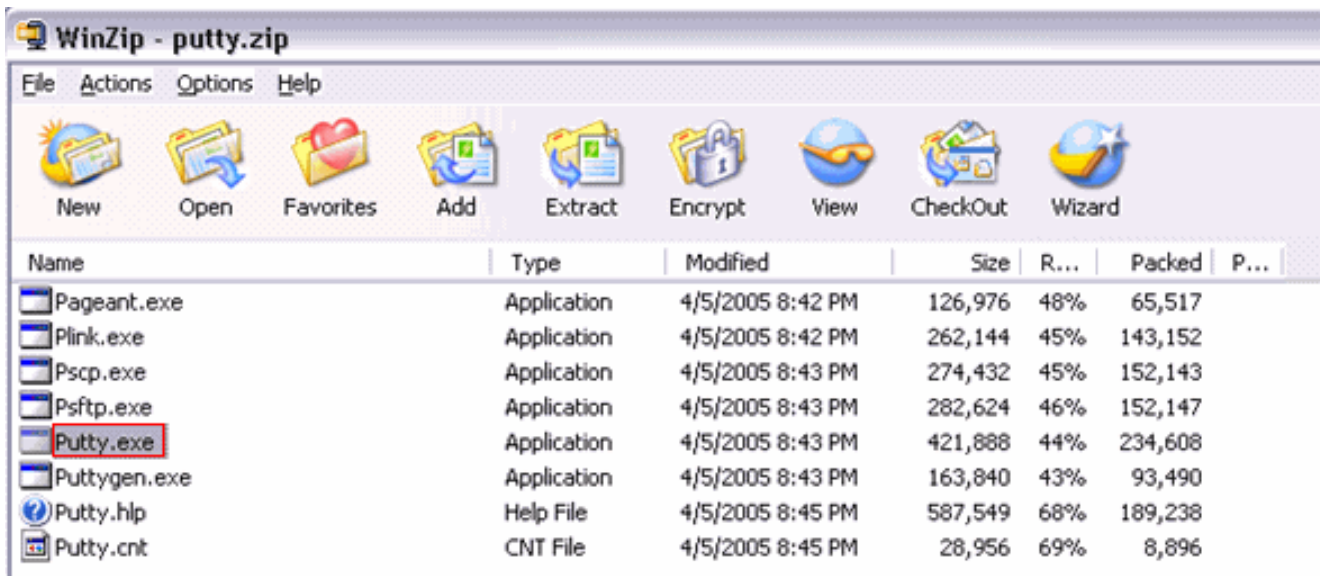 WinZip - putty.zip
File Actions Options Help
New Open Favorites Add Extract Encrypt View CheckOut Wizard
Name Type Modified Size R... Packed P...
Pageant.exe Application 4/5/2005 8:42 PM 126,976 48% 65,517
Plink.exe Application 4/5/2005 8:42 PM 262,144 45% 143,152
Pscp.exe Application 4/5/2005 8:43 PM 274,432 45% 152,143
Psftp.exe Application 4/5/2005 8:43 PM 282,624 46% 152,147
Putty.exe Application 4/5/2005 8:43 PM 421,888 44% 234,608
Puttygen.exe Application 4/5/2005 8:43 PM 163,840 43% 93,490
Putty.hlp Help File 4/5/2005 8:45 PM 587,549 68% 189,238
Putty.cnt CNT File 4/5/2005 8:45 PM 28,956 69% 8,896